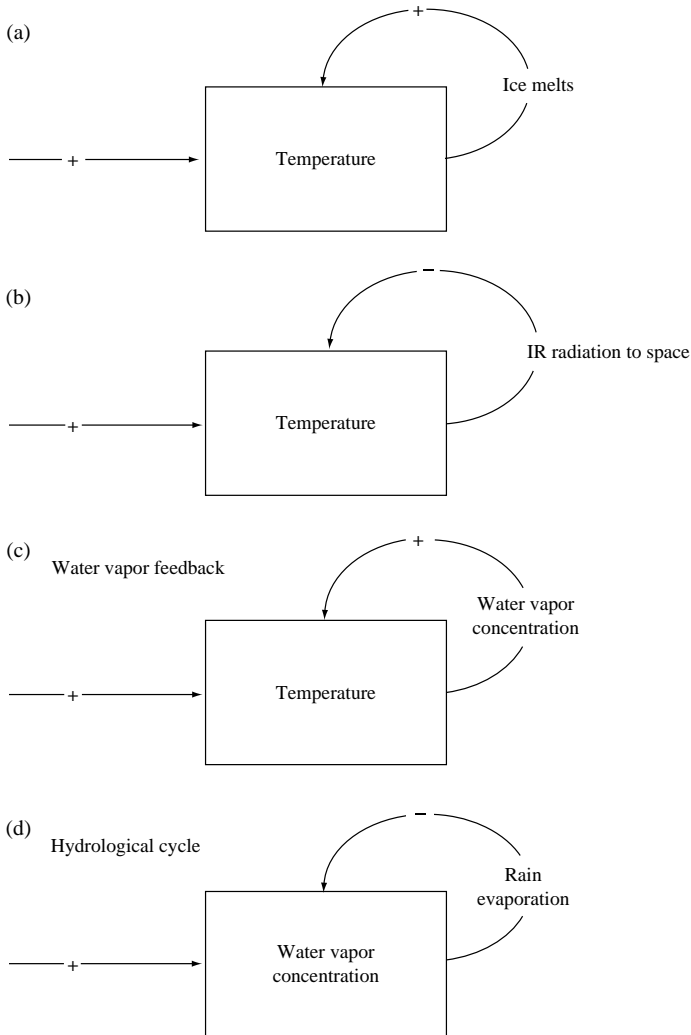 (a)
+
Ice melts
+
Temperature
(b)
−
IR radiation to space
+
Temperature
(c)
Water vapor feedback
+
Water vapor
concentration
+
Temperature
(d)
Hydrological cycle
−
Rain
evaporation
+
Water vapor
concentration